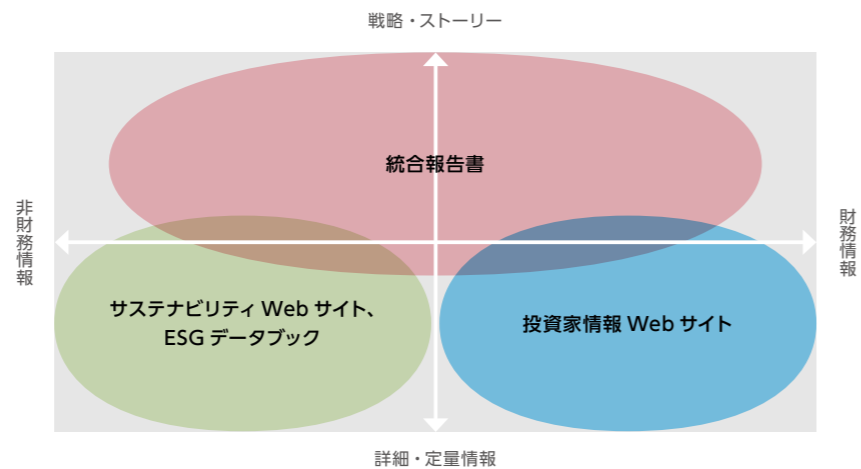 戦略・ストーリー
統合報告書
非財務情報
財務情報
サステナビリティ Web サイト、
ESG データブック
投資家情報 Web サイト
詳細・定量情報